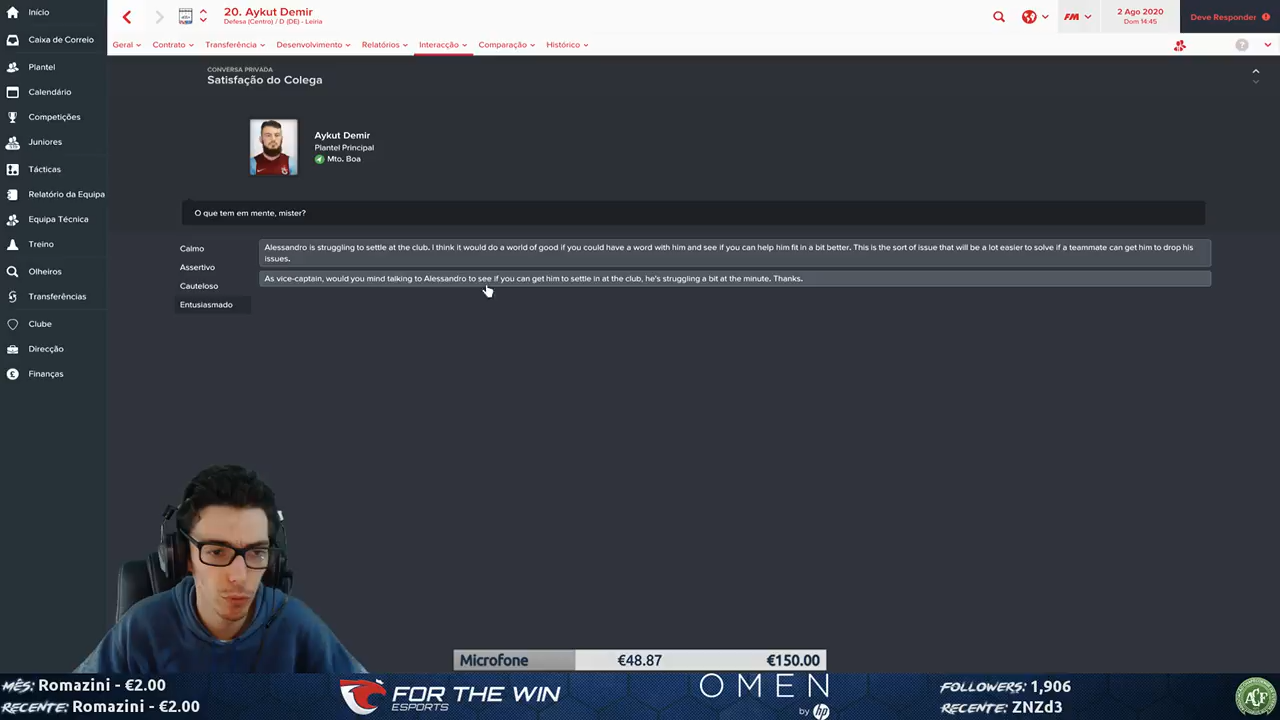 Início
Caixa de Correio
Plantel
Calendário
Competições
Juniores
Tácticas
Relatório da Equipa
Equipa Técnica
Treino
Olheiros
Transferências
Clube
Direcção
Finanças
20. Aykut Demir
Defesa (Centro) / D (DE) - Leiria
FM
2 Ago 2020
Dom 14:45
Deve Responder
Geral
Contrato
Transferência
Desenvolvimento
Relatórios
Interacção
Comparação
Histórico
CONVERSA PRIVADA
Satisfação do Colega
Aykut Demir
Plantel Principal
Mto. Boa
O que tem em mente, mister?
Calmo
Assertivo
Cauteloso
Entusiasmado
Alessandro is struggling to settle at the club. I think it would do a world of good if you could have a word with him and see if you can help him fit in a bit better. This is the sort of issue that will be a lot easier to solve if a teammate can get him to drop his
issues.
As vice-captain, would you mind talking to Alessandro to see if you can get him to settle in at the club, he's struggling a bit at the minute. Thanks.
Microfone €48.87 €150.00
MÊS: Romazini - €2.00
RECENTE: Romazini - €2.00
FOR THE WIN
ESPORTS
OMEN
by hp
FOLLOWERS: 1,906
RECENTE: ZNZd3
ACF